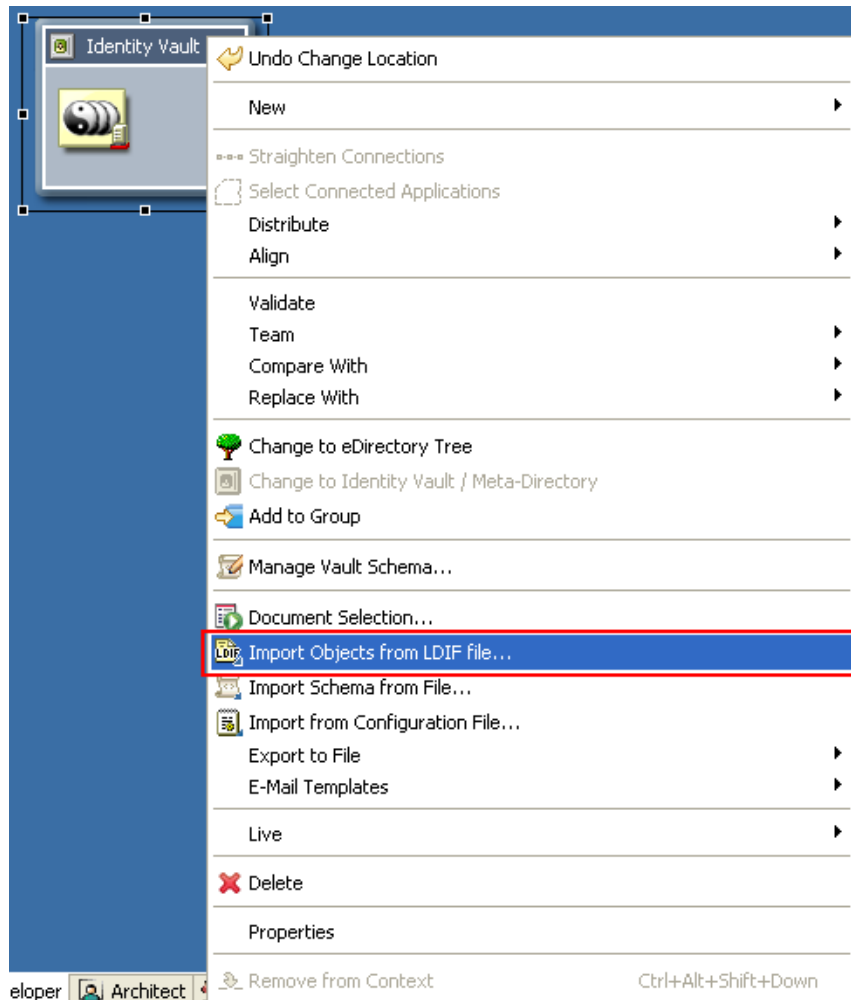 Identity Vault
Undo Change Location
New
Straighten Connections
Select Connected Applications
Distribute
Align
Validate
Team
Compare With
Replace With
Change to eDirectory Tree
Change to Identity Vault / Meta-Directory
Add to Group
Manage Vault Schema...
Document Selection...
LDIF Import Objects from LDIF file...
Import Schema from File...
Import from Configuration File...
Export to File
E-Mail Templates
Live
Delete
Properties
Remove from Context Ctrl+Alt+Shift+Down
eloper Architect